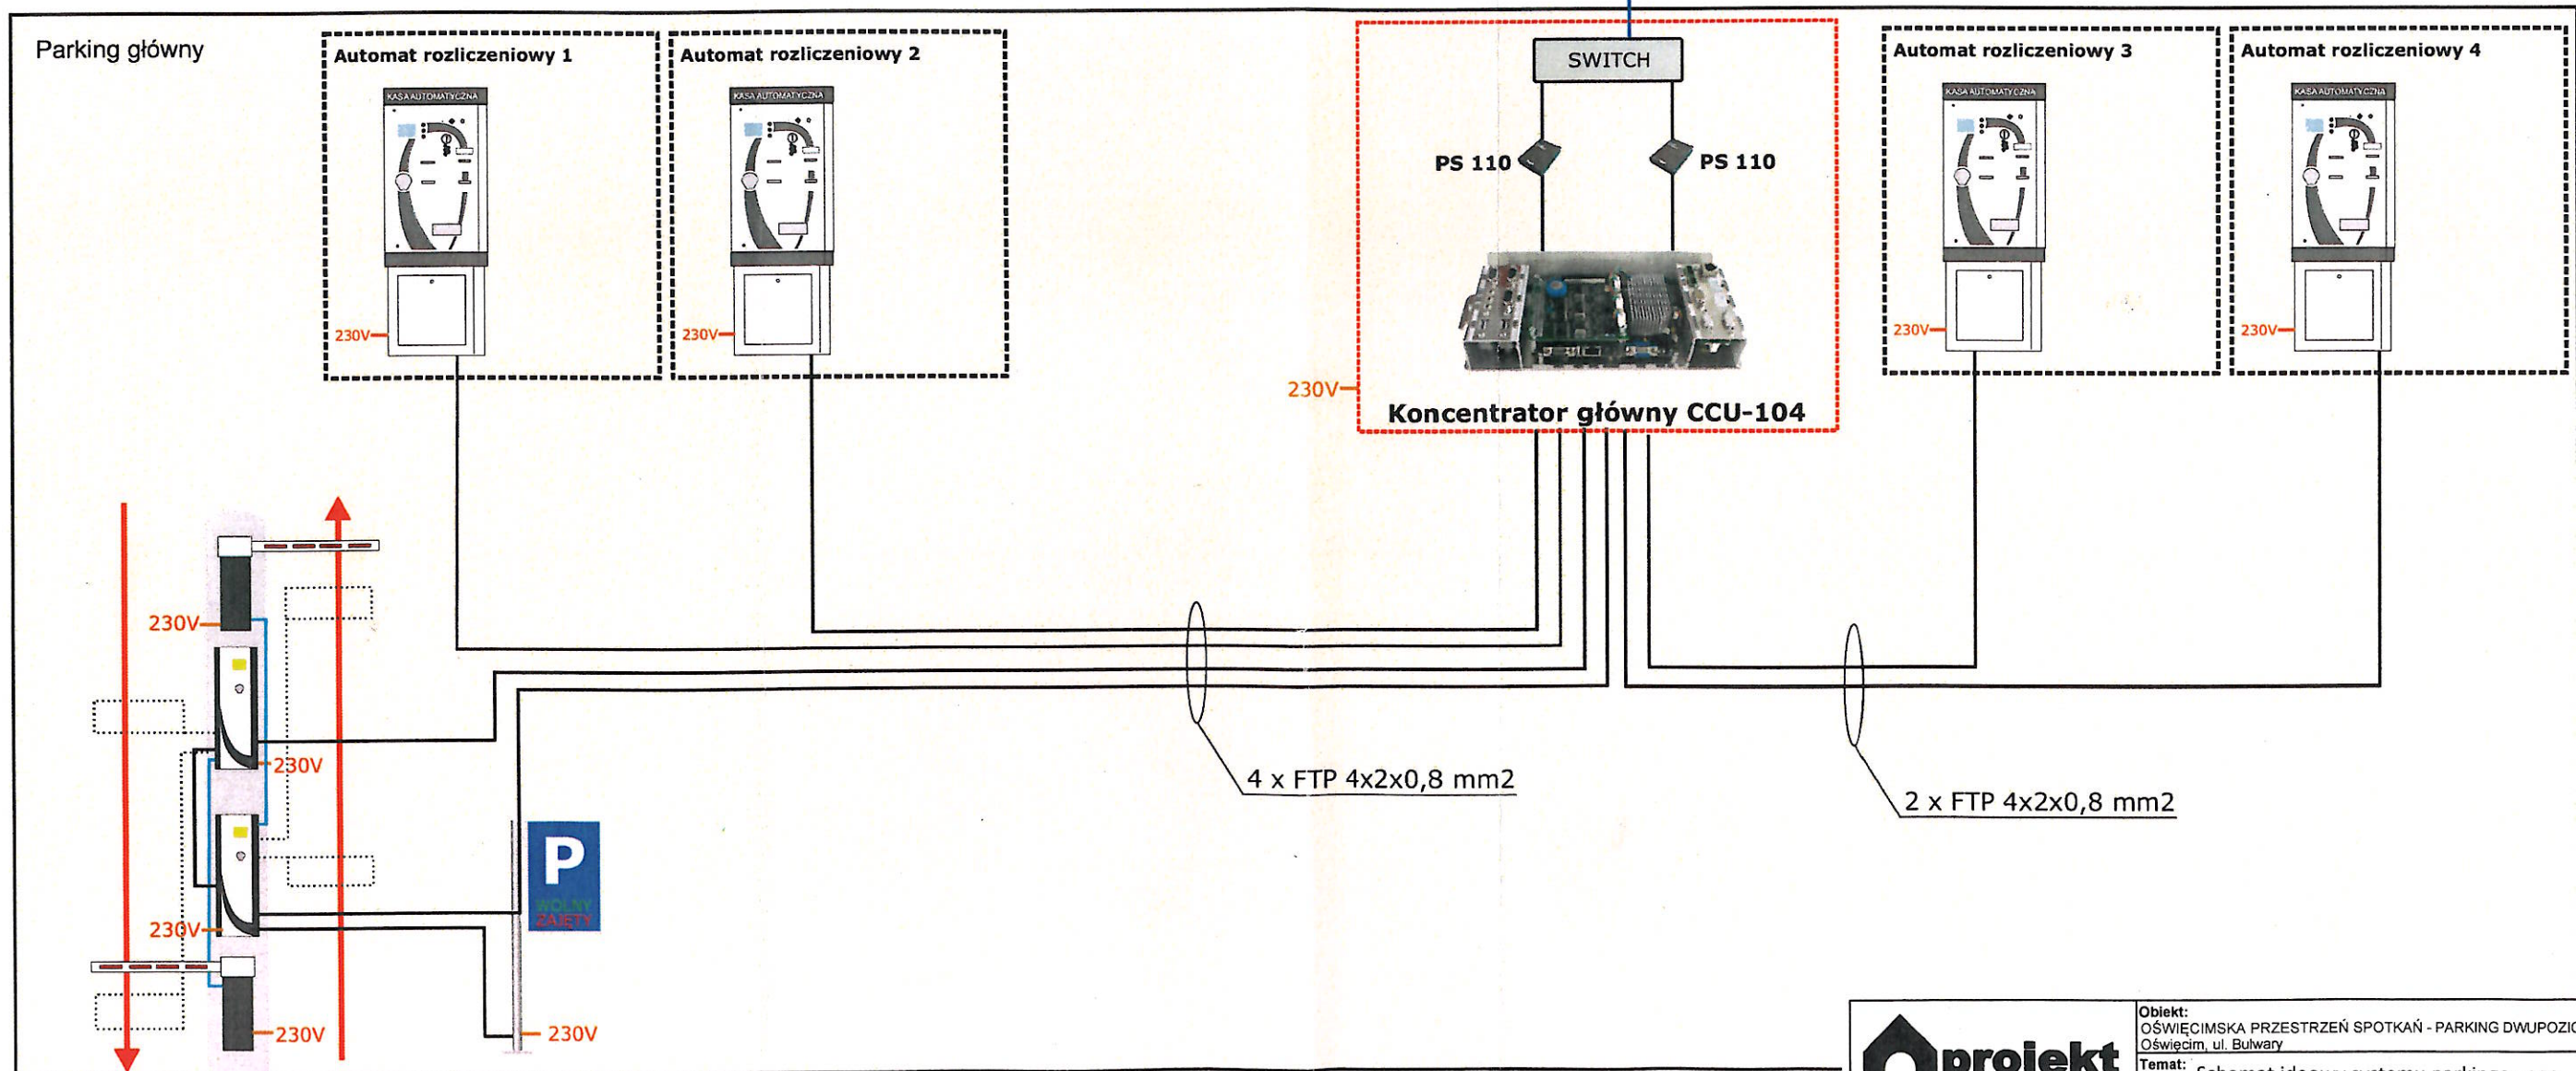 Parking główny
Automat rozliczeniowy 1
KASA AUTOMATYCZNA
230V
Automat rozliczeniowy 2
KASA AUTOMATYCZNA
230V
SWITCH
PS 110
PS 110
230V
Koncentrator główny CCU-104
Automat rozliczeniowy 3
KASA AUTOMATYCZNA
230V
Automat rozliczeniowy 4
KASA AUTOMATYCZNA
230V
230V
230V
230V
230V
P
WOLNY
ZAJĘTY
230V
4 x FTP 4x2x0,8 mm2
2 x FTP 4x2x0,8 mm2
projekt
Obiekt:
OŚWIĘCIMSKA PRZESTRZEŃ SPOTKAŃ - PARKING
Oświęcim, ul. Bulwary
Temat: